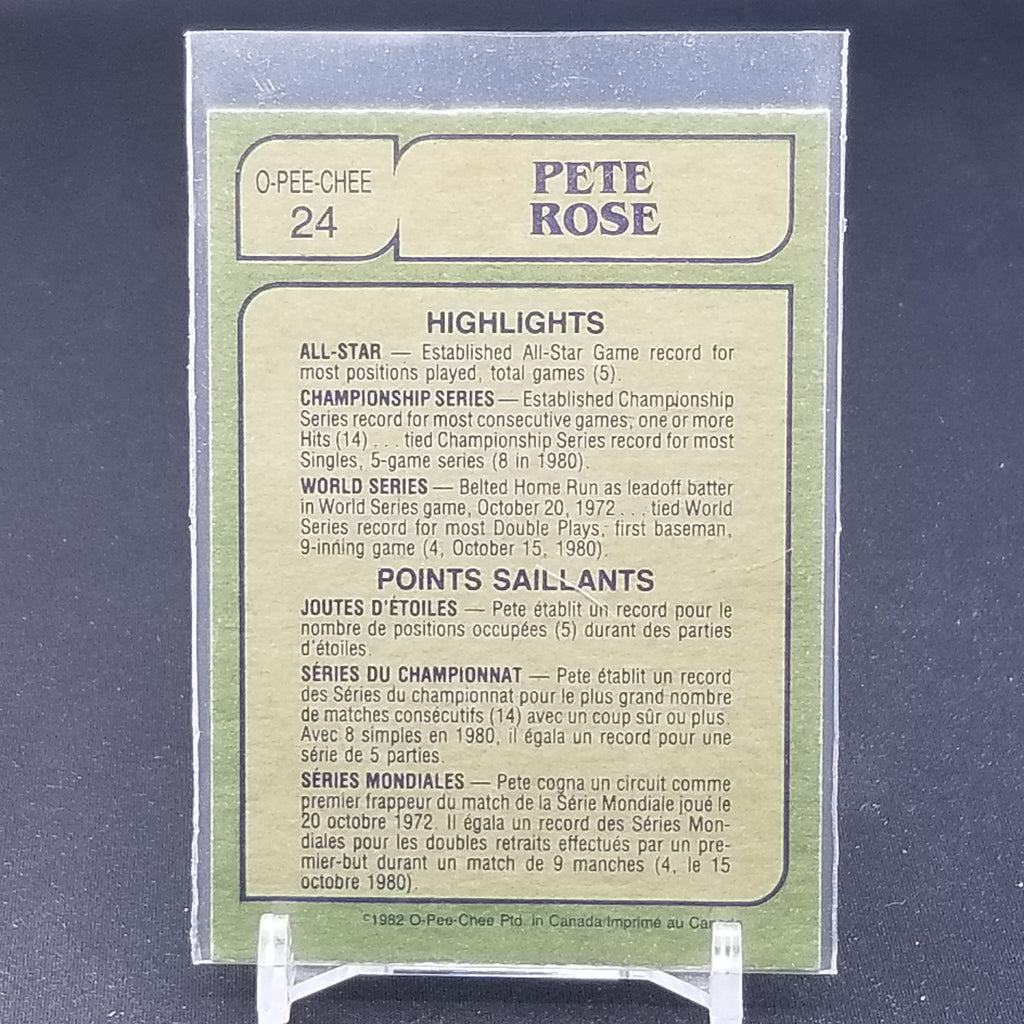 O-PEE-CHEE
24
PETE
ROSE
HIGHLIGHTS
ALL-STAR — Established All-Star Game record for
most positions played, total games (5).
CHAMPIONSHIP SERIES — Established Championship
Series record for most consecutive games, one or more
Hits (14) . . . tied Championship Series record for most
Singles, 5-game series (8 in 1980).
WORLD SERIES — Belted Home Run as leadoff batter
in World Series game, October 20, 1972 . . . tied World
Series record for most Double Plays, first baseman,
9-inning game (4, October 15, 1980).
POINTS SAILLANTS
JOUTES D'ÉTOILES — Pete établit un record pour le
nombre de positions occupées (5) durant des parties
d'étoiles.
SÉRIES DU CHAMPIONNAT — Pete établit un record
des Séries du championnat pour le plus grand nombre
de matches consécutifs (14) avec un coup sûr ou plus.
Avec 8 simples en 1980, il égala un record pour une
série de 5 parties.
SÉRIES MONDIALES — Pete cogna un circuit comme
premier frappeur du match de la Série Mondiale joué le
20 octobre 1972. Il égala un record des Séries Mon-
diales pour les doubles retraits effectués par un pre-
mier-but durant un match de 9 manches (4, le 15
octobre 1980).
©1982 O-Pee-Chee Ptd. in Canada/Imprimé au Canada